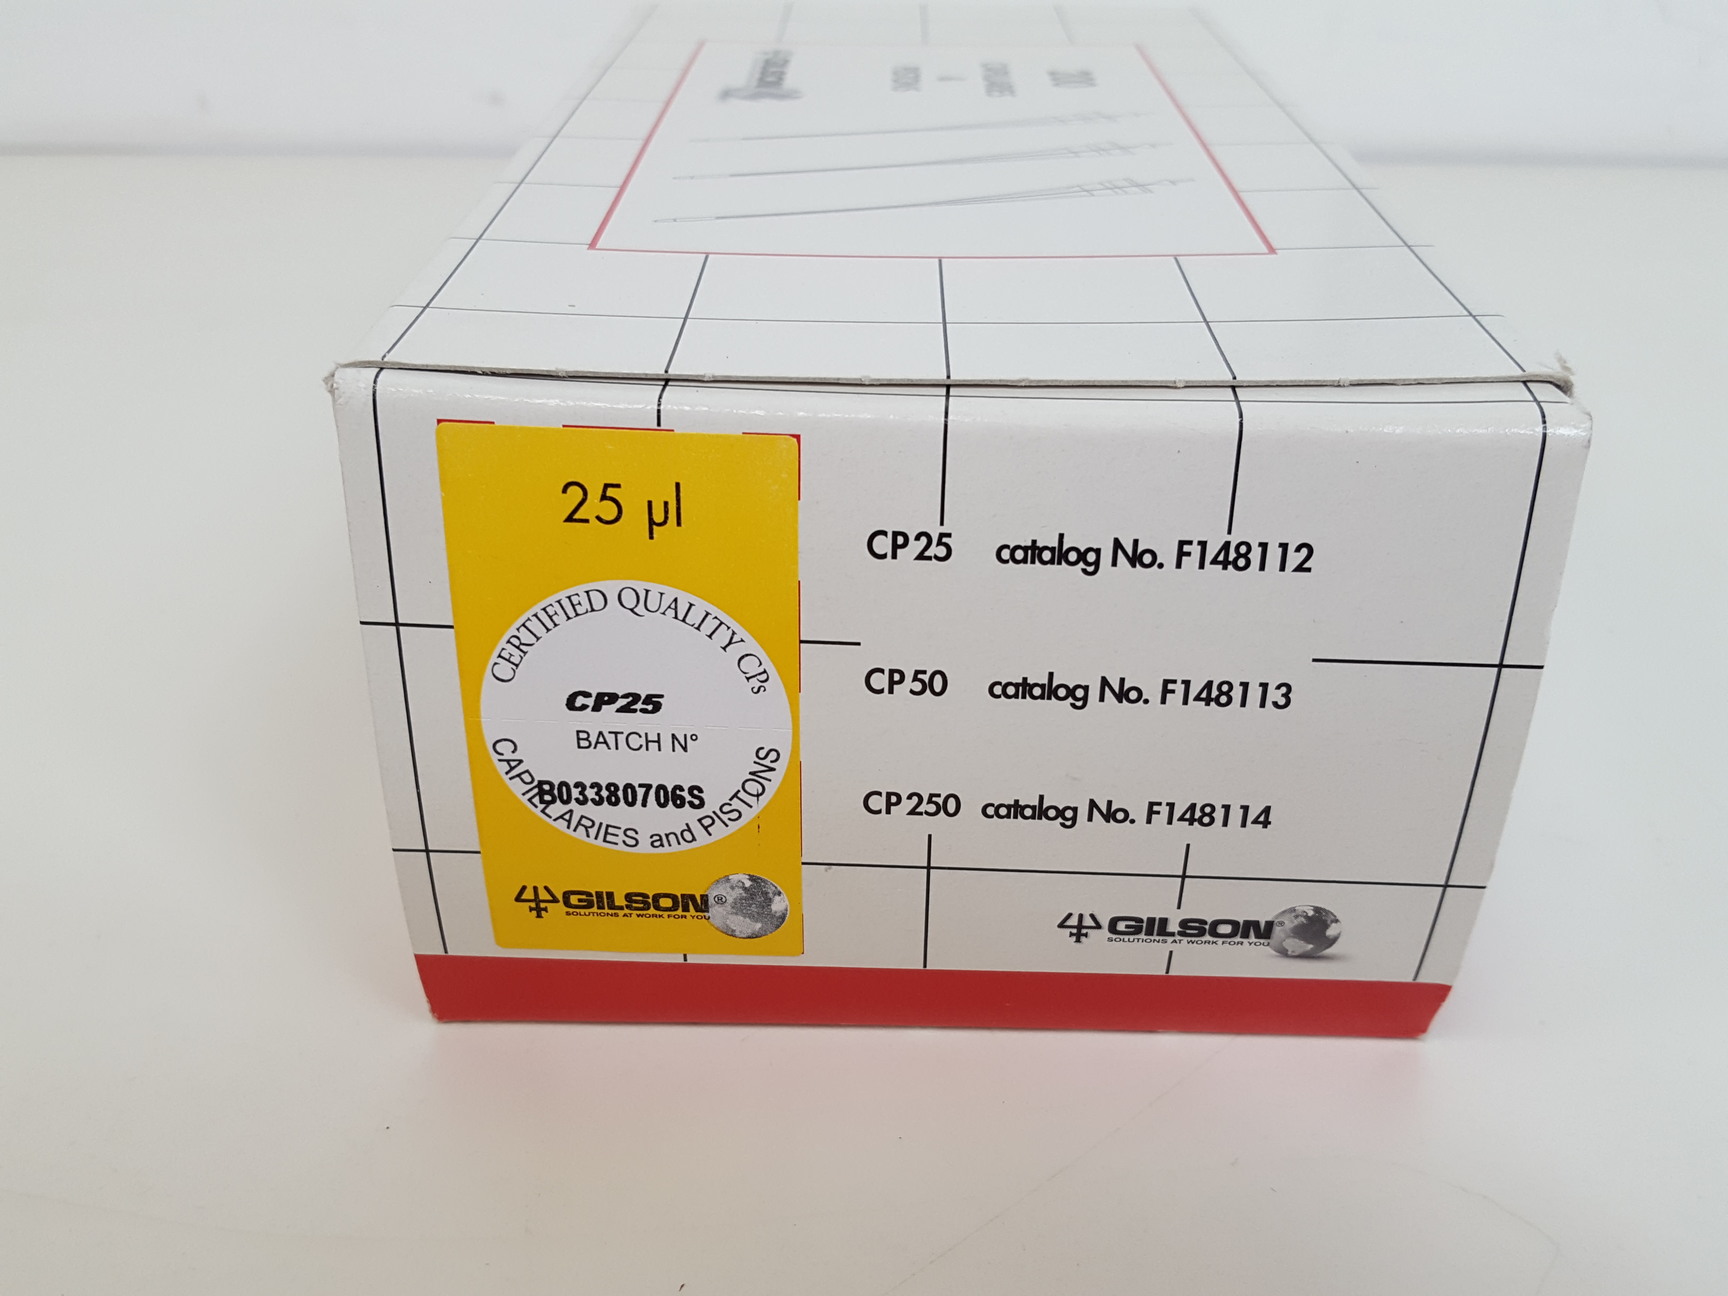 25 µl
CERTIFIED QUALITY CPs
CP25
BATCH N°
B03380706S
CAPILLARIES and PISTONS
GILSON®
SOLUTIONS AT WORK FOR YOU
CP25 catalog No. F148112
CP50 catalog No. F148113
CP250 catalog No. F148114
GILSON®
SOLUTIONS AT WORK FOR YOU